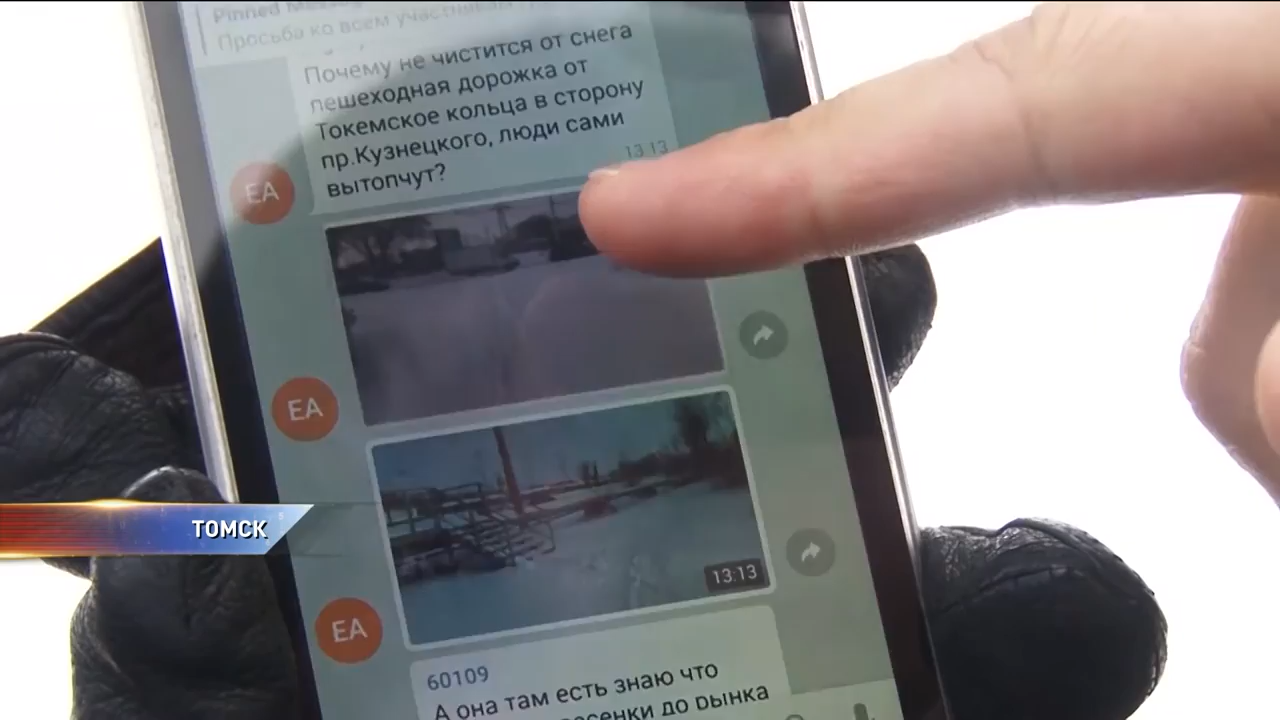 Pinned Message
Просьба ко всем участникам
Почему не чистится от снега
пешеходная дорожка от
Токемское кольца в сторону
пр.Кузнецкого, люди сами
вытопчут?
13:13
EA
EA
13:13
EA
ТОМСК
60109
А она там есть знаю что
до рынка